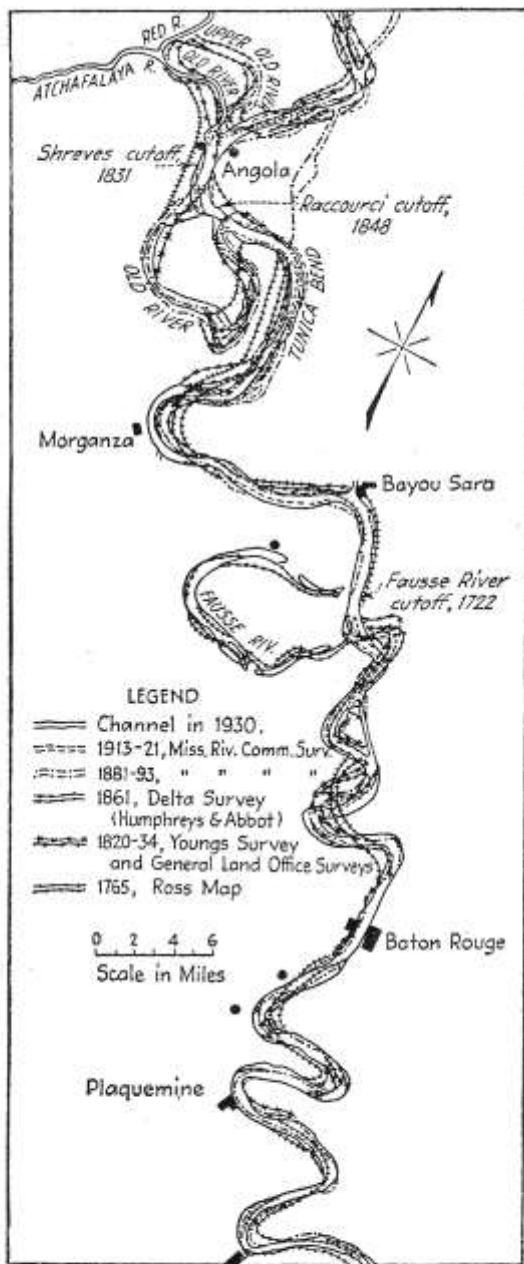 RED R.
ATCHAFALAYA R.
UPPER OLD RIVER
OLD RIVER
Shreves cutoff,
1831
Angola
Raccourci cutoff,
1848
OLD RIVER
TUNICA BEND
Morganza
Bayou Sara
Fausse River
cutoff, 1722
FAUSSE RIV.
LEGEND
Channel in 1930.
1913-21, Miss. Riv. Comm. Surv.
1881-93, " " " "
1861, Delta Survey
(Humphreys & Abbot)
1820-34, Youngs Survey
and General Land Office Surveys
1765, Ross Map
0 2 4 6
Scale in Miles
Baton Rouge
Plaquemine